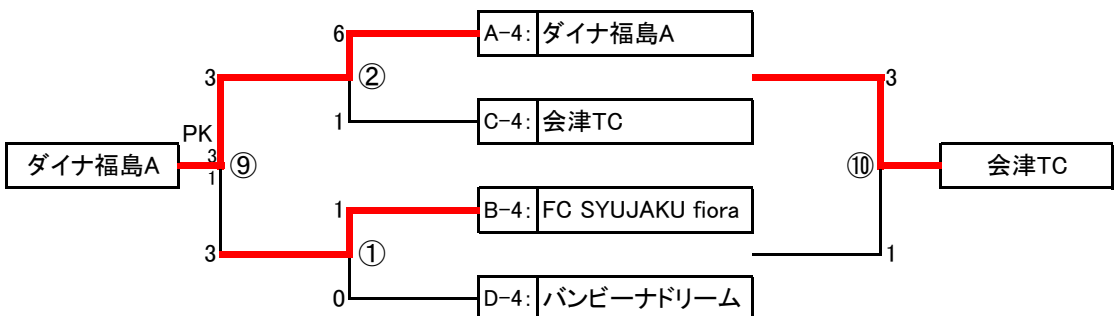 6 A-4: ダイナ福島A
3 ② 3
1 C-4: 会津TC
PK
ダイナ福島A 3 ⑨ ⑩ 会津TC
1
1 B-4: FC SYUJAKU fiora
3 ① 1
0 D-4: バンビーナドリーム